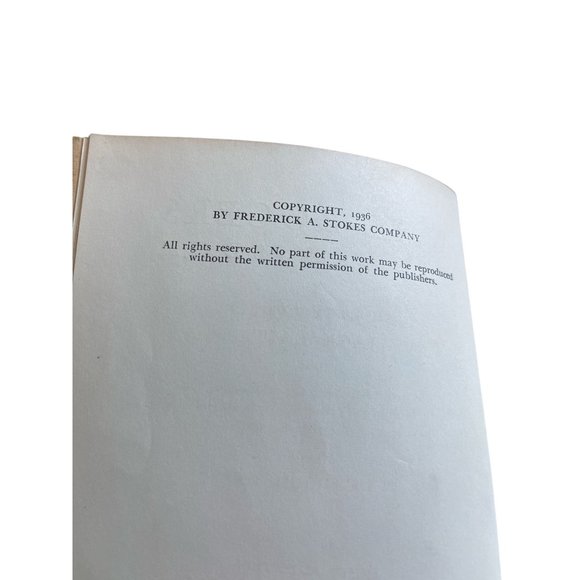 COPYRIGHT, 1936
BY FREDERICK A. STOKES COMPANY
All rights reserved. No part of this work may be reproduced
without the written permission of the publishers.